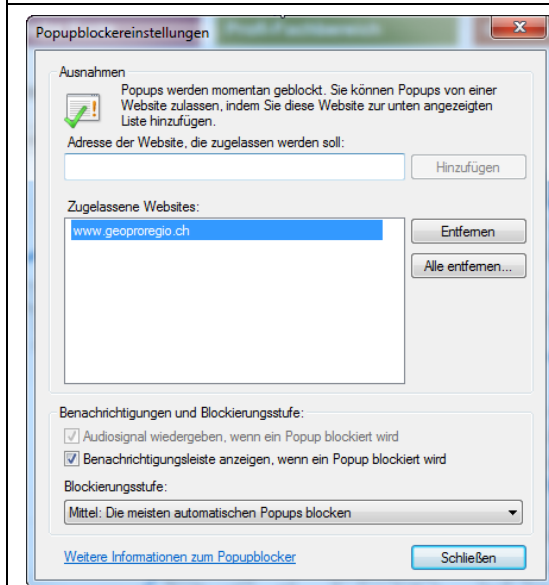 Popupblockereinstellungen
Ausnahmen
Popups werden momentan geblockt. Sie können Popups von einer
Website zulassen, indem Sie diese Website zur unten angezeigten
Liste hinzufügen.
Adresse der Website, die zugelassen werden soll:
Hinzufügen
Zugelassene Websites:
www.geoproregio.ch
Entfernen
Alle entfernen...
Benachrichtigungen und Blockierungsstufe:
Audiosignal wiedergeben, wenn ein Popup blockiert wird
Benachrichtigungsleiste anzeigen, wenn ein Popup blockiert wird
Blockierungsstufe:
Mittel: Die meisten automatischen Popups blocken
Weitere Informationen zum Popupblocker
Schließen